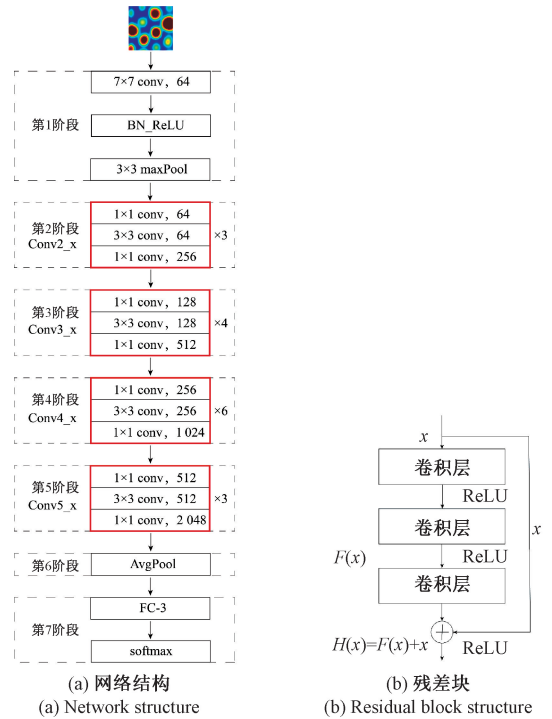 第1阶段
7×7 conv，64
BN_ReLU
3×3 maxPool
第2阶段
Conv2_x
1×1 conv，64
3×3 conv，64
1×1 conv，256
×3
第3阶段
Conv3_x
1×1 conv，128
3×3 conv，128
1×1 conv，512
×4
第4阶段
Conv4_x
1×1 conv，256
3×3 conv，256
1×1 conv，1 024
×6
第5阶段
Conv5_x
1×1 conv，512
3×3 conv，512
1×1 conv，2 048
×3
第6阶段
AvgPool
第7阶段
FC-3
softmax
(a) 网络结构
(a) Network structure
x
卷积层
ReLU
卷积层
F(x)
ReLU
卷积层
x
H(x)=F(x)+x
ReLU
(b) 残差块
(b) Residual block structure